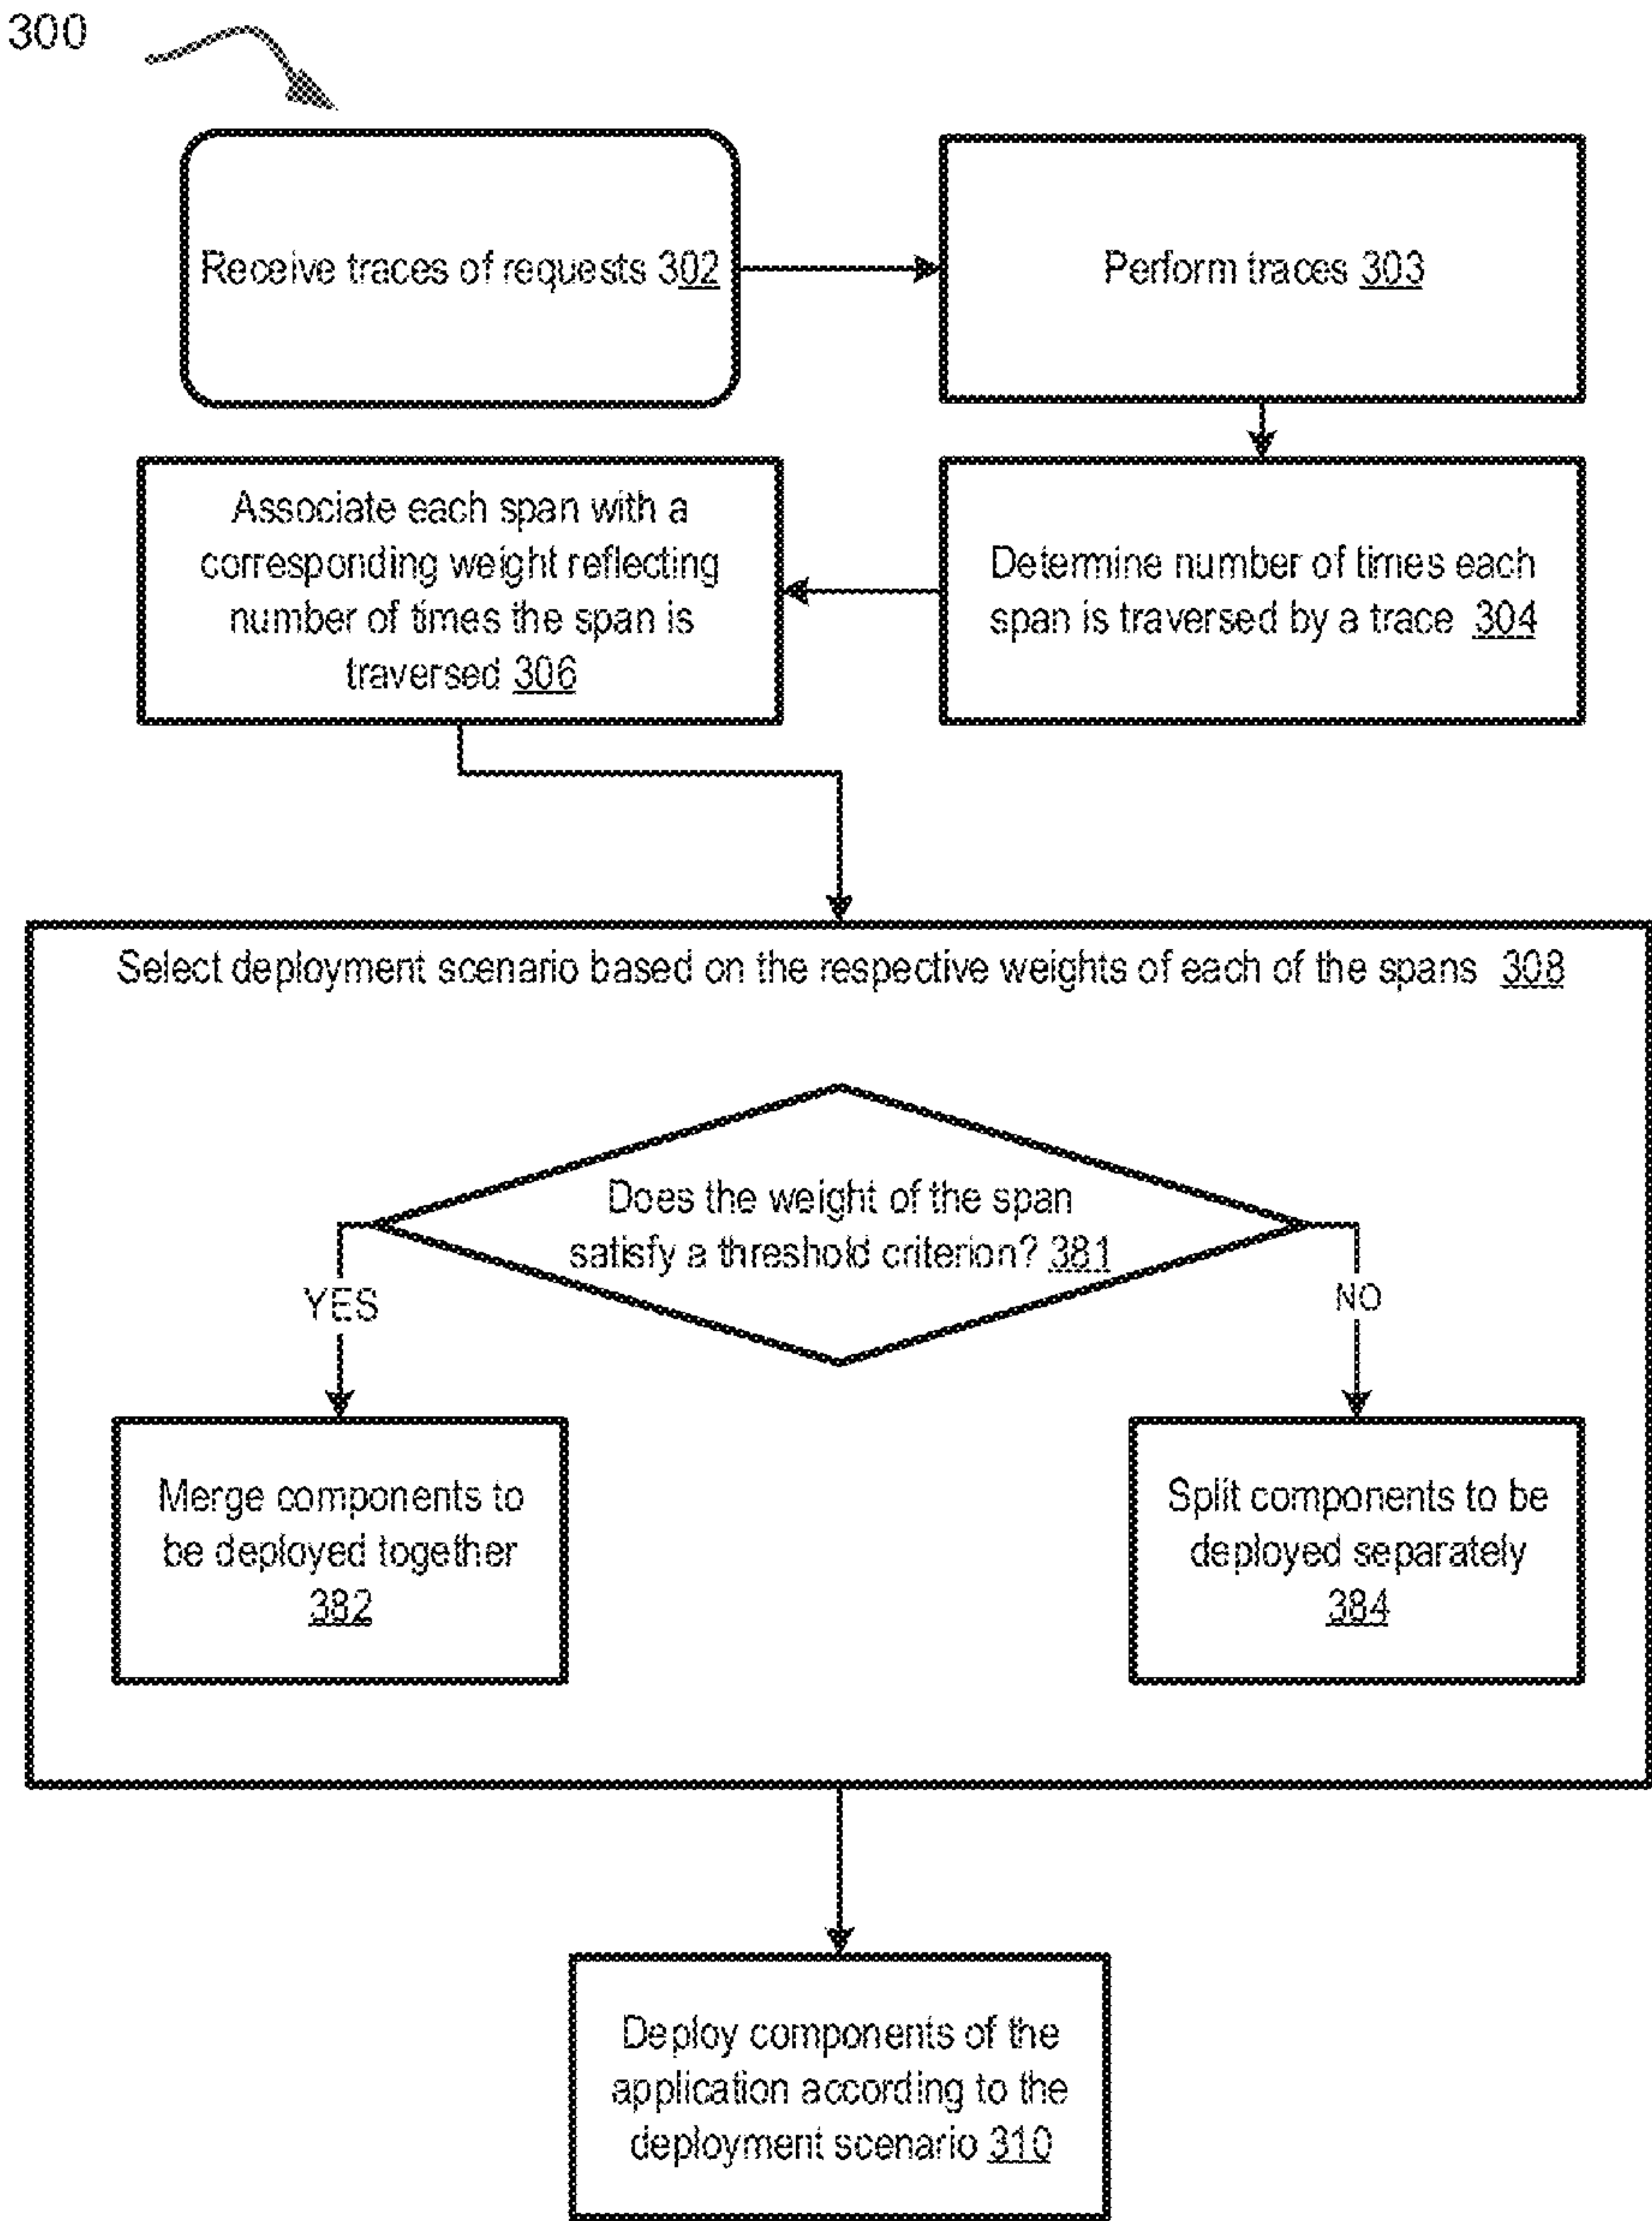 300
Receive traces of requests 302
Perform traces 303
Associate each span with a
corresponding weight reflecting
number of times the span is
traversed 306
Determine number of times each
span is traversed by a trace 304
Select deployment scenario based on the respective weights of each of the spans 308
Does the weight of the span
satisfy a threshold criterion? 381
YES
NO
Merge components to
be deployed together
382
Split components to be
deployed separately
384
Deploy components of the
application according to the
deployment scenario 310